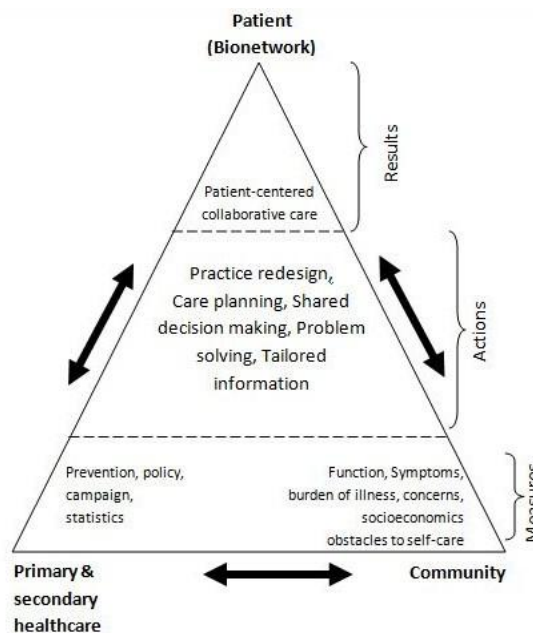 Patient
(Bionetwork)
Results
Patient-centered
collaborative care
Practice redesign,
Care planning, Shared
decision making, Problem
solving, Tailored
information
Actions
Prevention, policy,
campaign,
statistics
Function, Symptoms,
burden of illness, concerns,
socioeconomics
obstacles to self-care
Measures
Primary &
secondary
healthcare
Community